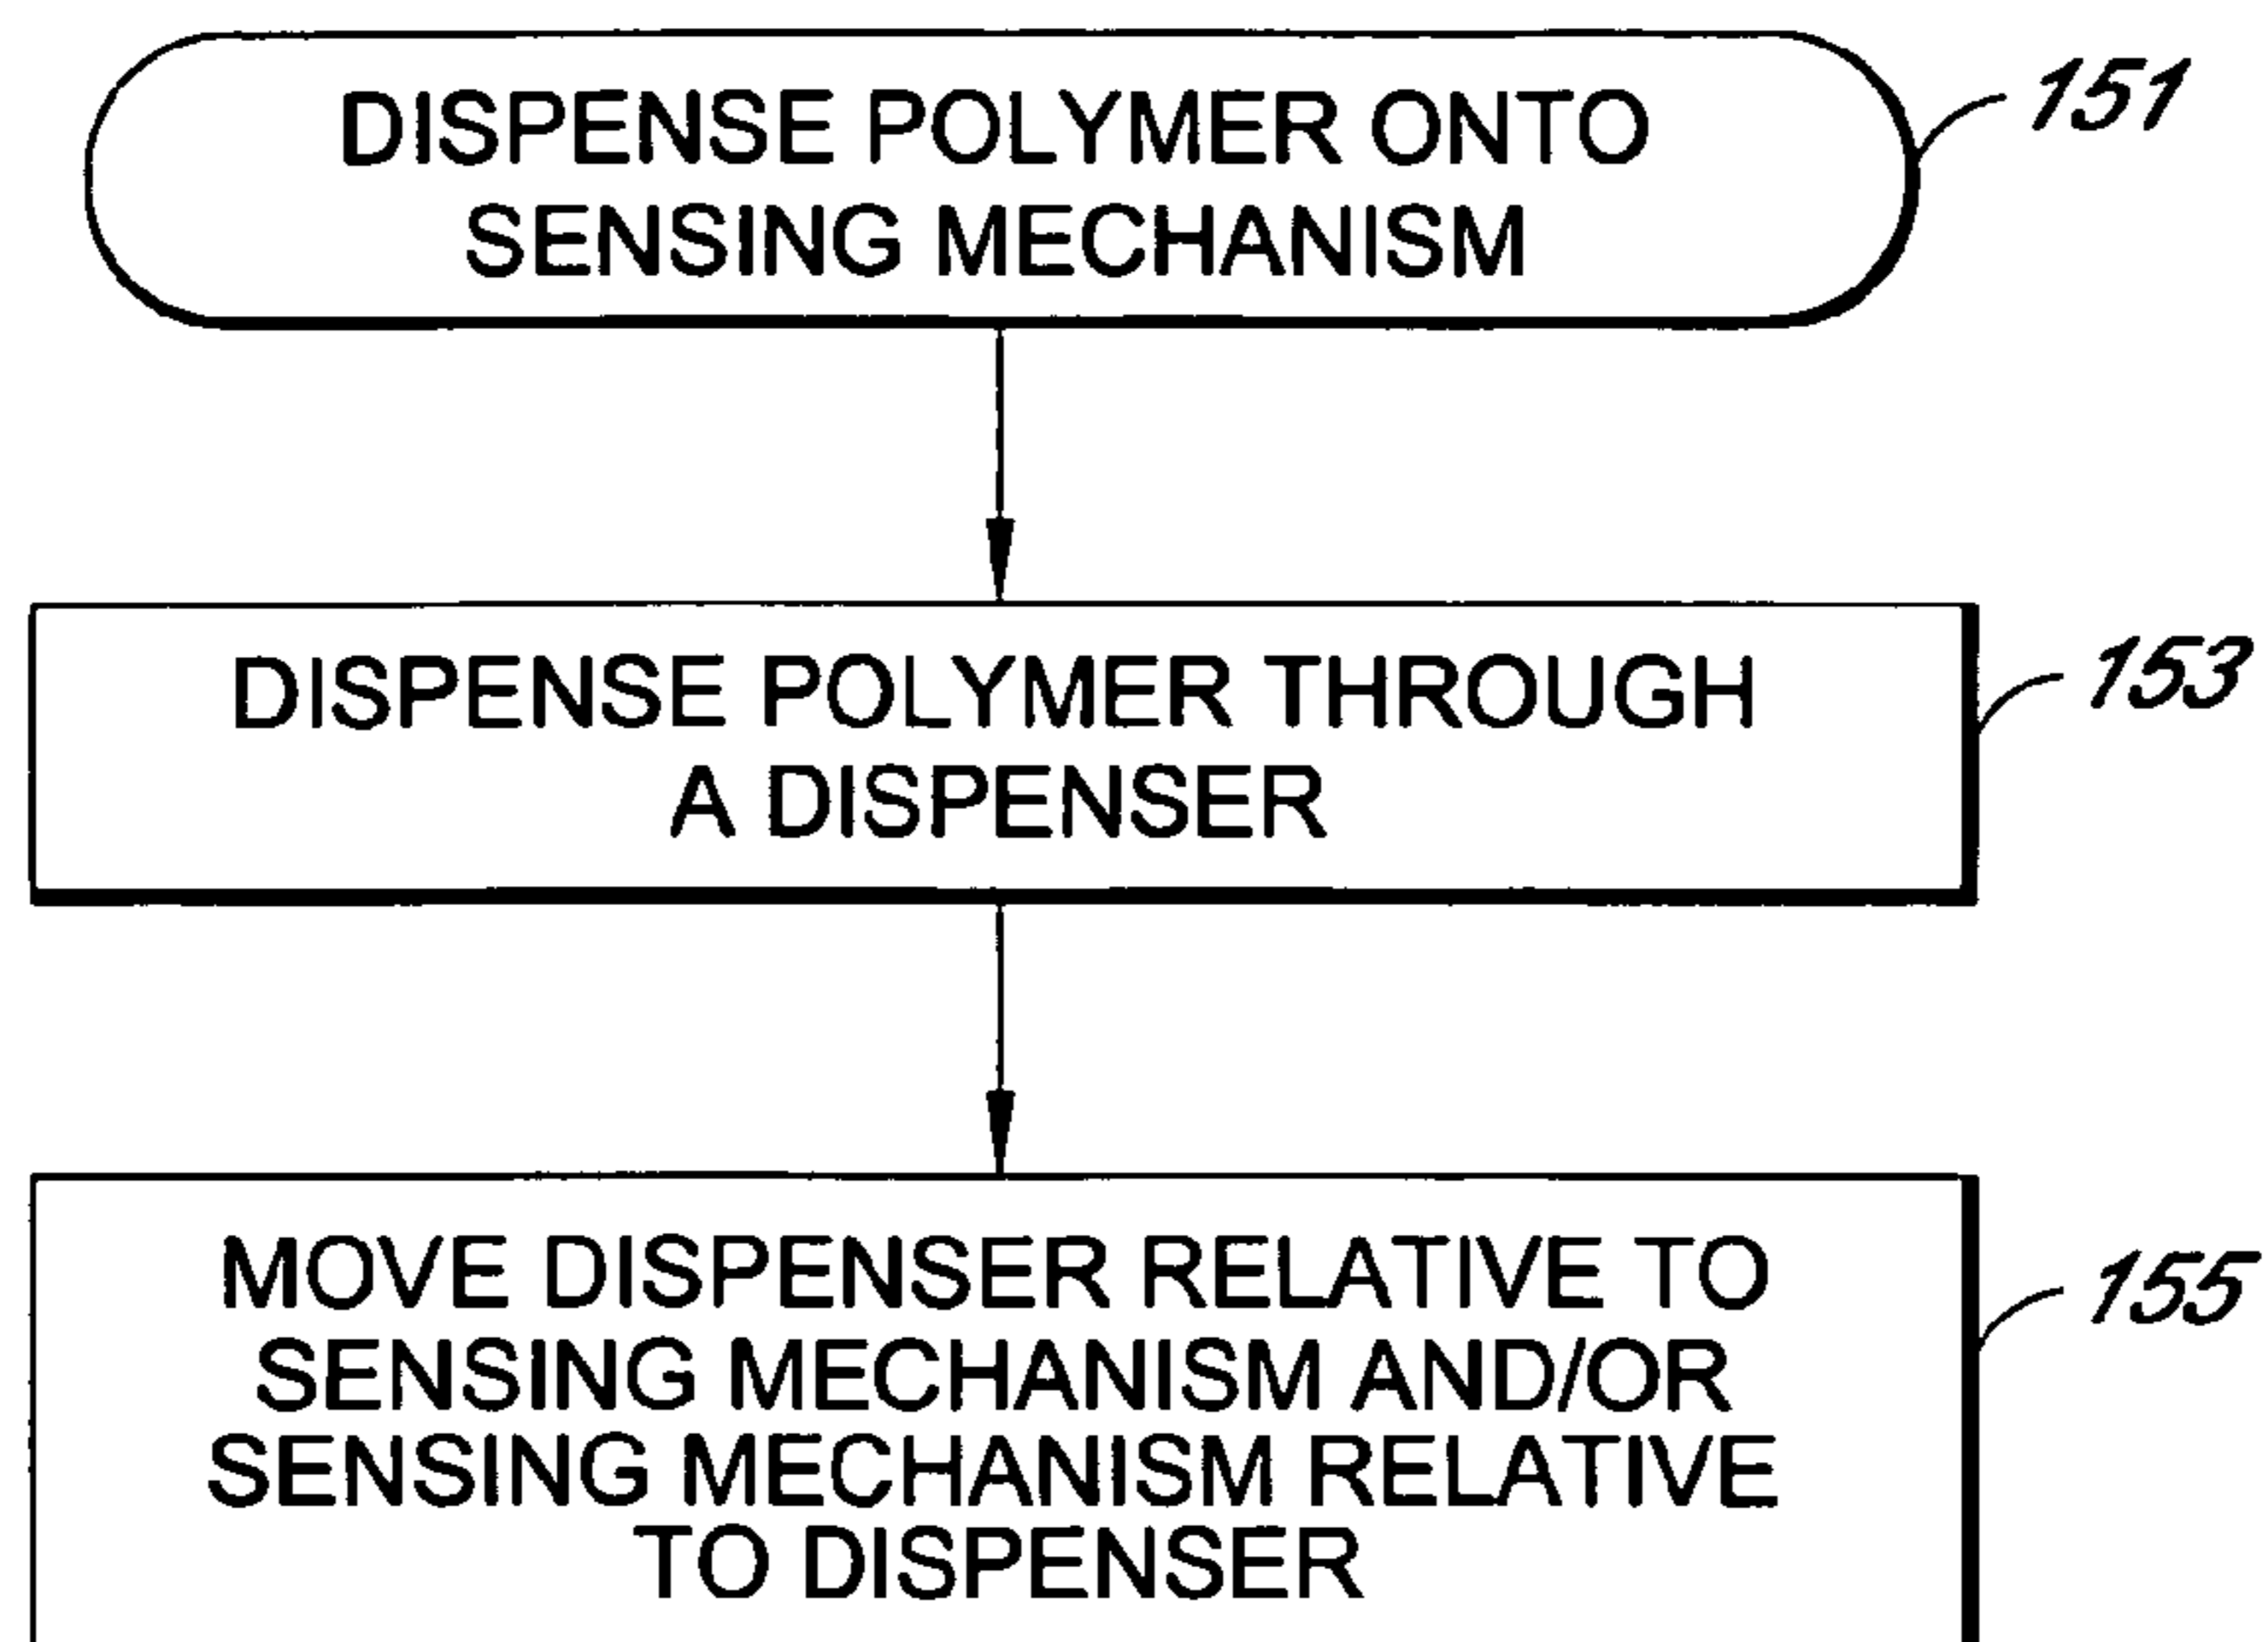 DISPENSE POLYMER ONTO
SENSING MECHANISM
151
DISPENSE POLYMER THROUGH
A DISPENSER
153
MOVE DISPENSER RELATIVE TO
SENSING MECHANISM AND/OR
SENSING MECHANISM RELATIVE
TO DISPENSER
155